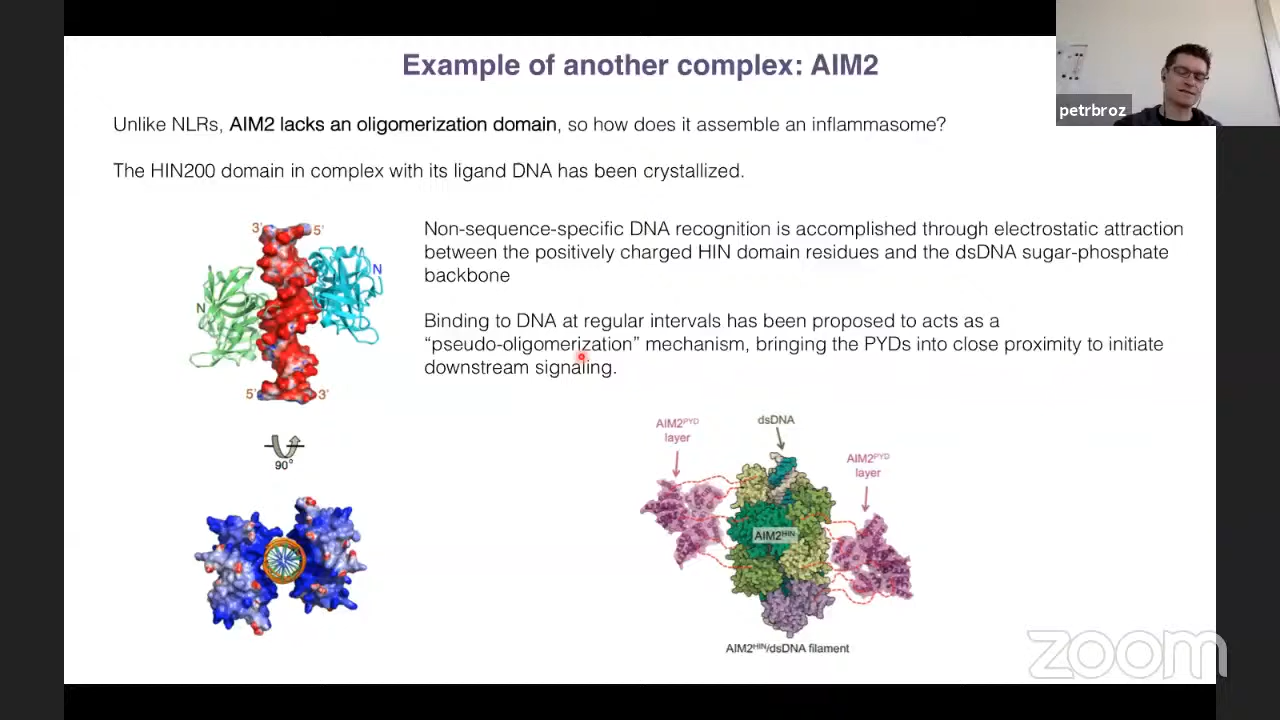 Example of another complex: AIM2
petrbroz
Unlike NLRs, AIM2 lacks an oligomerization domain, so how does it assemble an inflammasome?
The HIN200 domain in complex with its ligand DNA has been crystallized.
3' 5'
N
N
5' 3'
90°
Non-sequence-specific DNA recognition is accomplished through electrostatic attraction
between the positively charged HIN domain residues and the dsDNA sugar-phosphate
backbone
Binding to DNA at regular intervals has been proposed to acts as a
“pseudo-oligomerization” mechanism, bringing the PYDs into close proximity to initiate
downstream signaling.
AIM2PYD
layer
dsDNA
AIM2PYD
layer
AIM2HIN
AIM2HIN/dsDNA filament
zoom